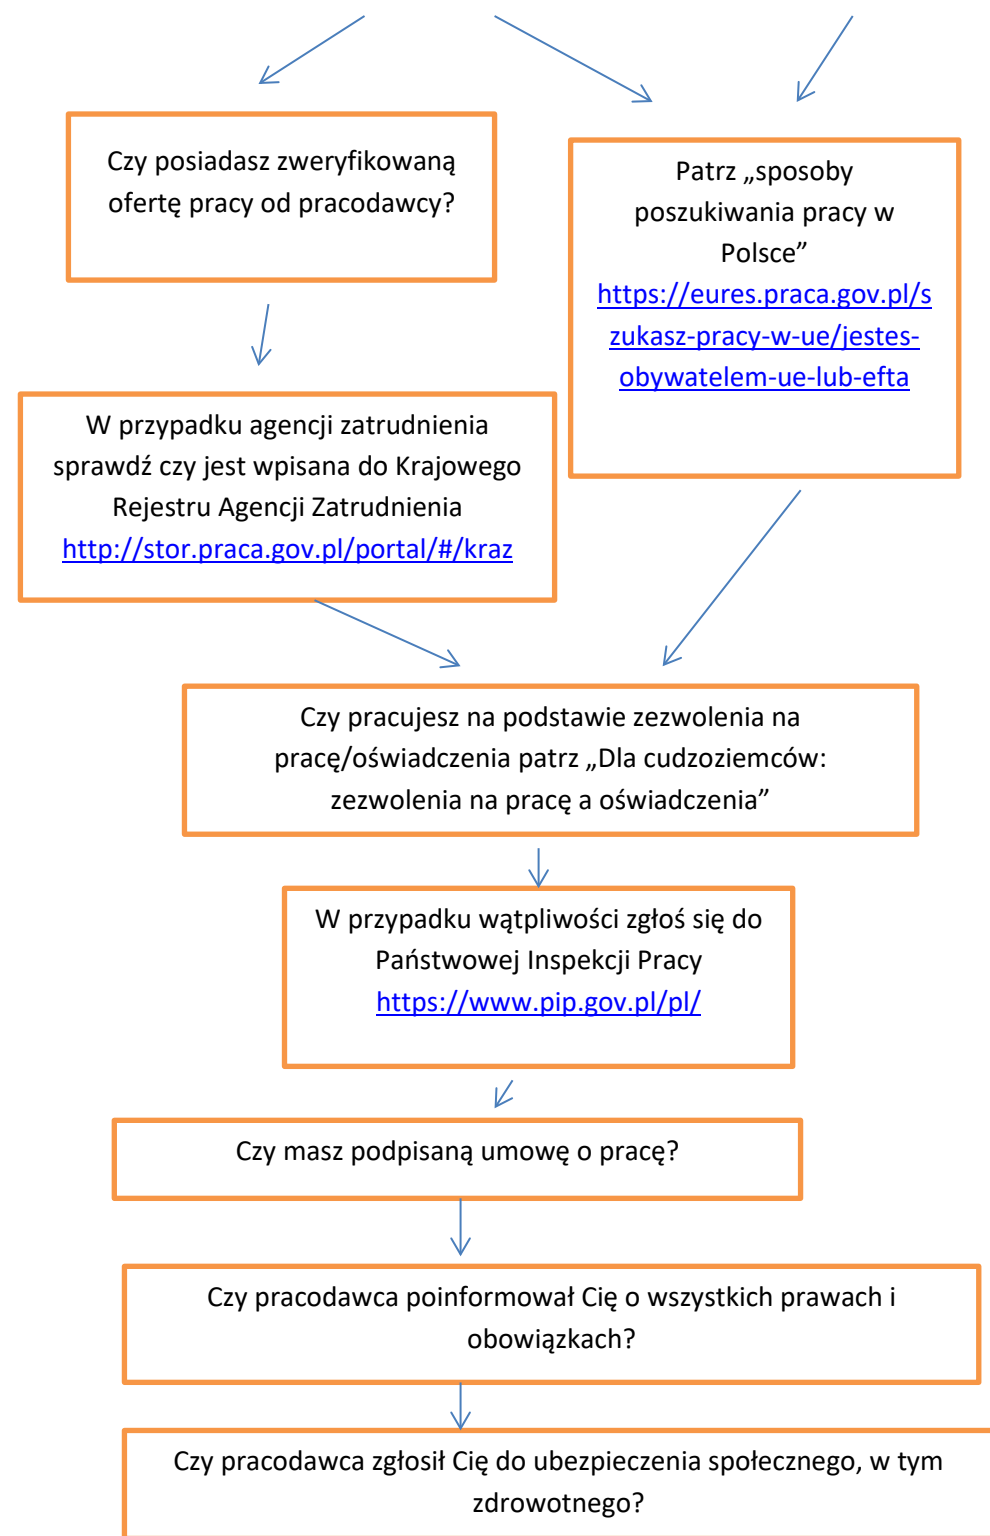 Czy posiadasz zweryfikowaną
ofertę pracy od pracodawcy?
Patrz „sposoby
poszukiwania pracy w
Polsce”
https://eures.praca.gov.pl/s
zukasz-pracy-w-ue/jestes-
obywatelem-ue-lub-efta
W przypadku agencji zatrudnienia
sprawdź czy jest wpisana do Krajowego
Rejestru Agencji Zatrudnienia
http://stor.praca.gov.pl/portal/#/kraz
Czy pracujesz na podstawie zezwolenia na
pracę/oświadczenia patrz „Dla cudzoziemców:
zezwolenia na pracę a oświadczenia”
W przypadku wątpliwości zgłoś się do
Państwowej Inspekcji Pracy
https://www.pip.gov.pl/pl/
Czy masz podpisaną umowę o pracę?
Czy pracodawca poinformował Cię o wszystkich prawach i
obowiązkach?
Czy pracodawca zgłosił Cię do ubezpieczenia społecznego, w tym
zdrowotnego?